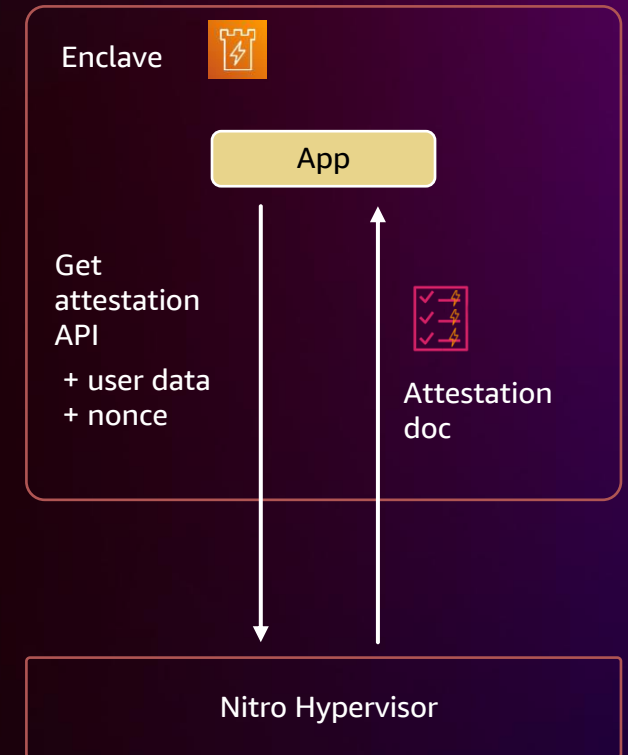 Enclave
App
Get
attestation
API
+ user data
+ nonce
Attestation
doc
Nitro Hypervisor